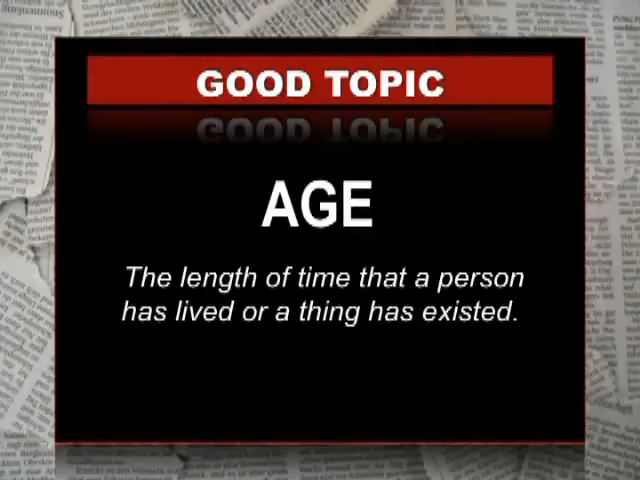 GOOD TOPIC
AGE
The length of time that a person
has lived or a thing has existed.